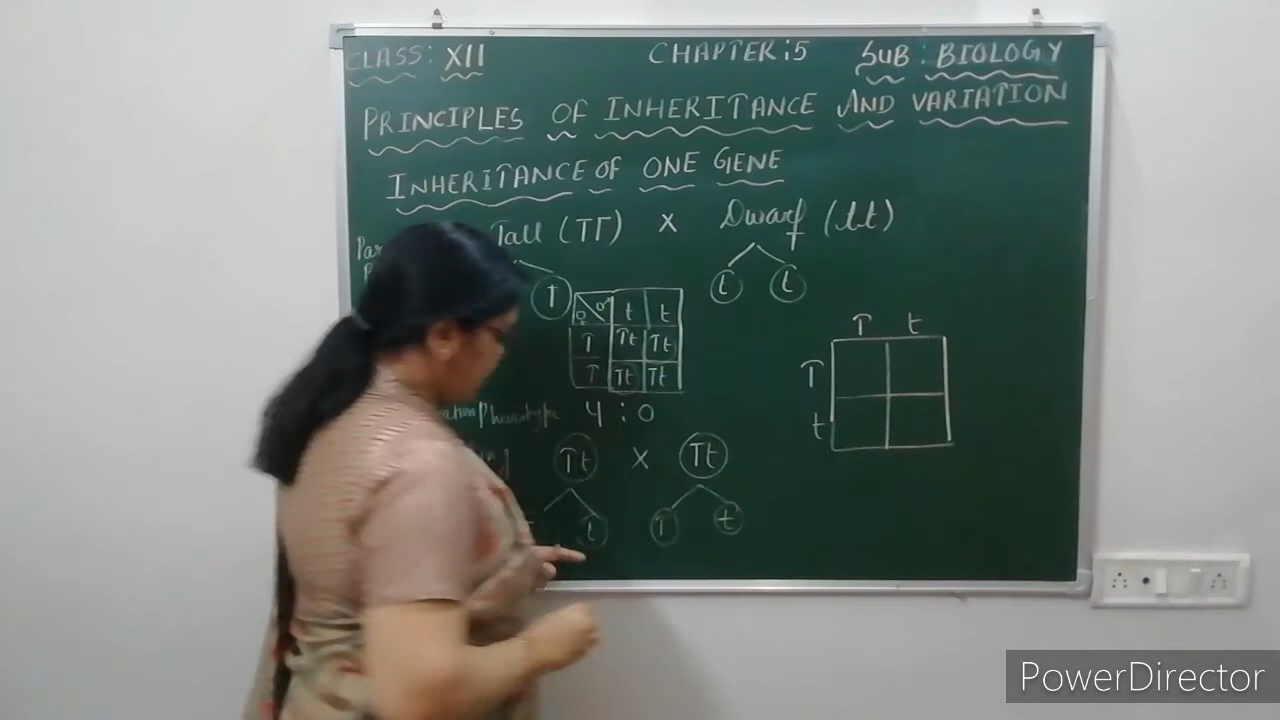 CLASS: XII CHAPTER:5 SUB: BIOLOGY
PRINCIPLES OF INHERITANCE AND VARIATION
INHERITANCE OF ONE GENE
Tall (TT) X Dwarf (tt)
T t t
♀ ♂ t t
T Tt Tt
T Tt Tt
T t
T
t
Phenotype 4 : 0
Tt X Tt
t T t
PowerDirector